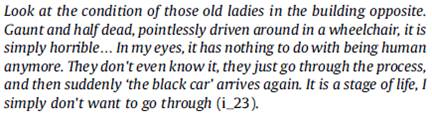 Look at the condition of those old ladies in the building opposite.
Gaunt and half dead, pointlessly driven around in a wheelchair, it is
simply horrible... In my eyes, it has nothing to do with being human
anymore. They don't even know it, they just go through the process,
and then suddenly ‘the black car’ arrives again. It is a stage of life, I
simply don't want to go through (i_23).